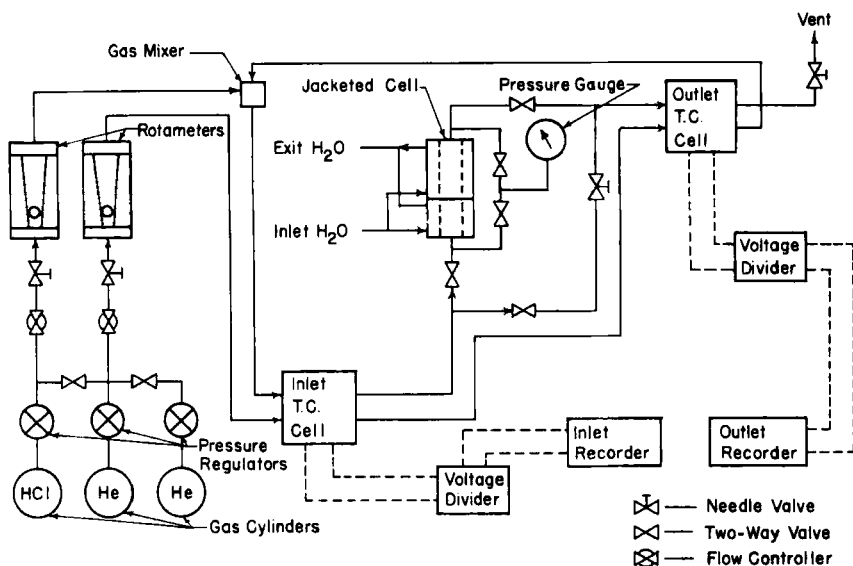 Vent
Gas Mixer
Jacketed Cell
Pressure Gauge
Outlet
T.C.
Cell
Rotameters
Exit H₂O
Inlet H₂O
Voltage
Divider
Inlet
T.C.
Cell
Pressure
Regulators
Inlet
Recorder
Outlet
Recorder
Voltage
Divider
HCl
He
He
Gas Cylinders
Needle Valve
Two-Way Valve
Flow Controller